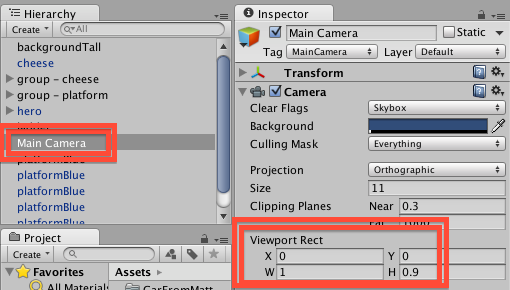 Hierarchy
Create All
backgroundTall
cheese
group - cheese
group - platform
hero
Main Camera
platformBlue
platformBlue
platformBlue
platformBlue
platformBlue
Project
Create
Favorites
All Materials
Assets
CarFromMatt
Inspector
Main Camera Static
Tag MainCamera Layer Default
Transform
Camera
Clear Flags Skybox
Background
Culling Mask Everything
Projection Orthographic
Size 11
Clipping Planes Near 0.3
Far 1000
Viewport Rect
X 0 Y 0
W 1 H 0.9